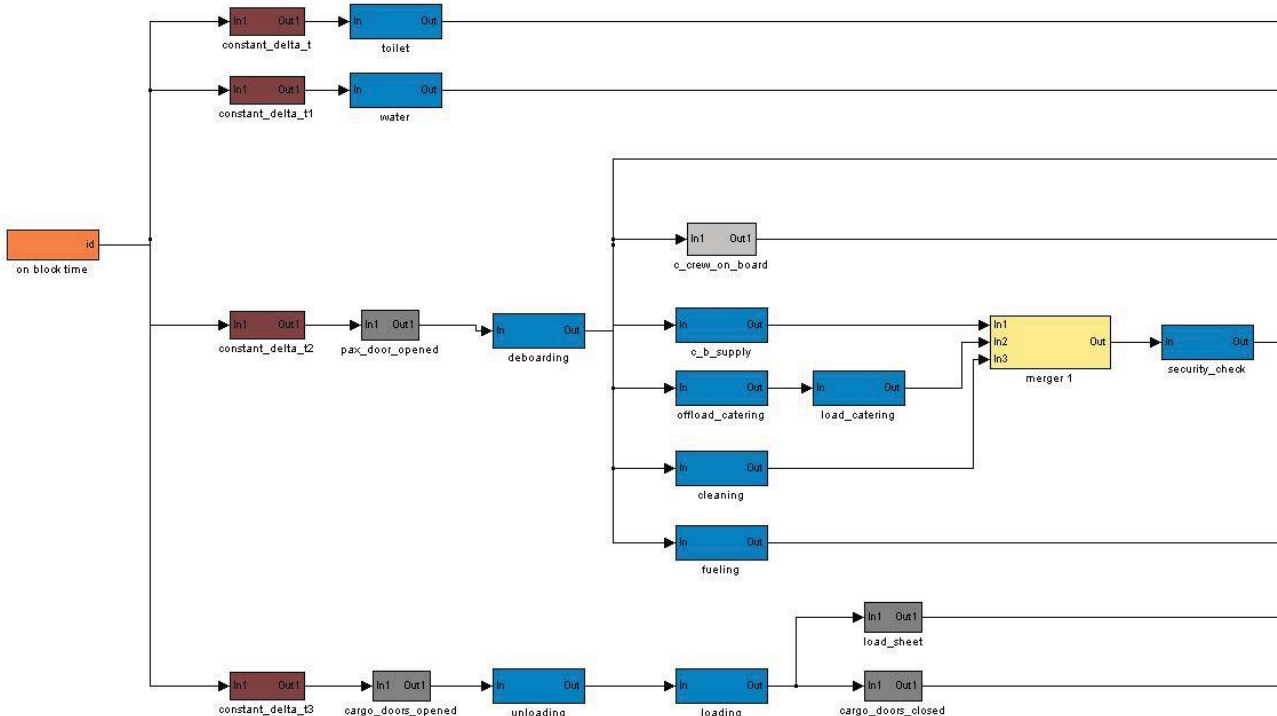 In1 Out1
constant_delta_t
In Out
toilet
In1 Out1
constant_delta_t1
In Out
water
id
on block time
In1 Out1
c_crew_on_board
In1 Out1
constant_delta_t2
In1 Out1
pax_door_opened
In Out
deboarding
In Out
c_b_supply
In1
In2
In3
Out
merger 1
In Out
security_check
In Out
offload_catering
In Out
load_catering
In Out
cleaning
In Out
fueling
In1 Out1
load_sheet
In1 Out1
constant_delta_t3
In1 Out1
cargo_doors_opened
In Out
unloading
In Out
loading
In1 Out1
cargo_doors_closed